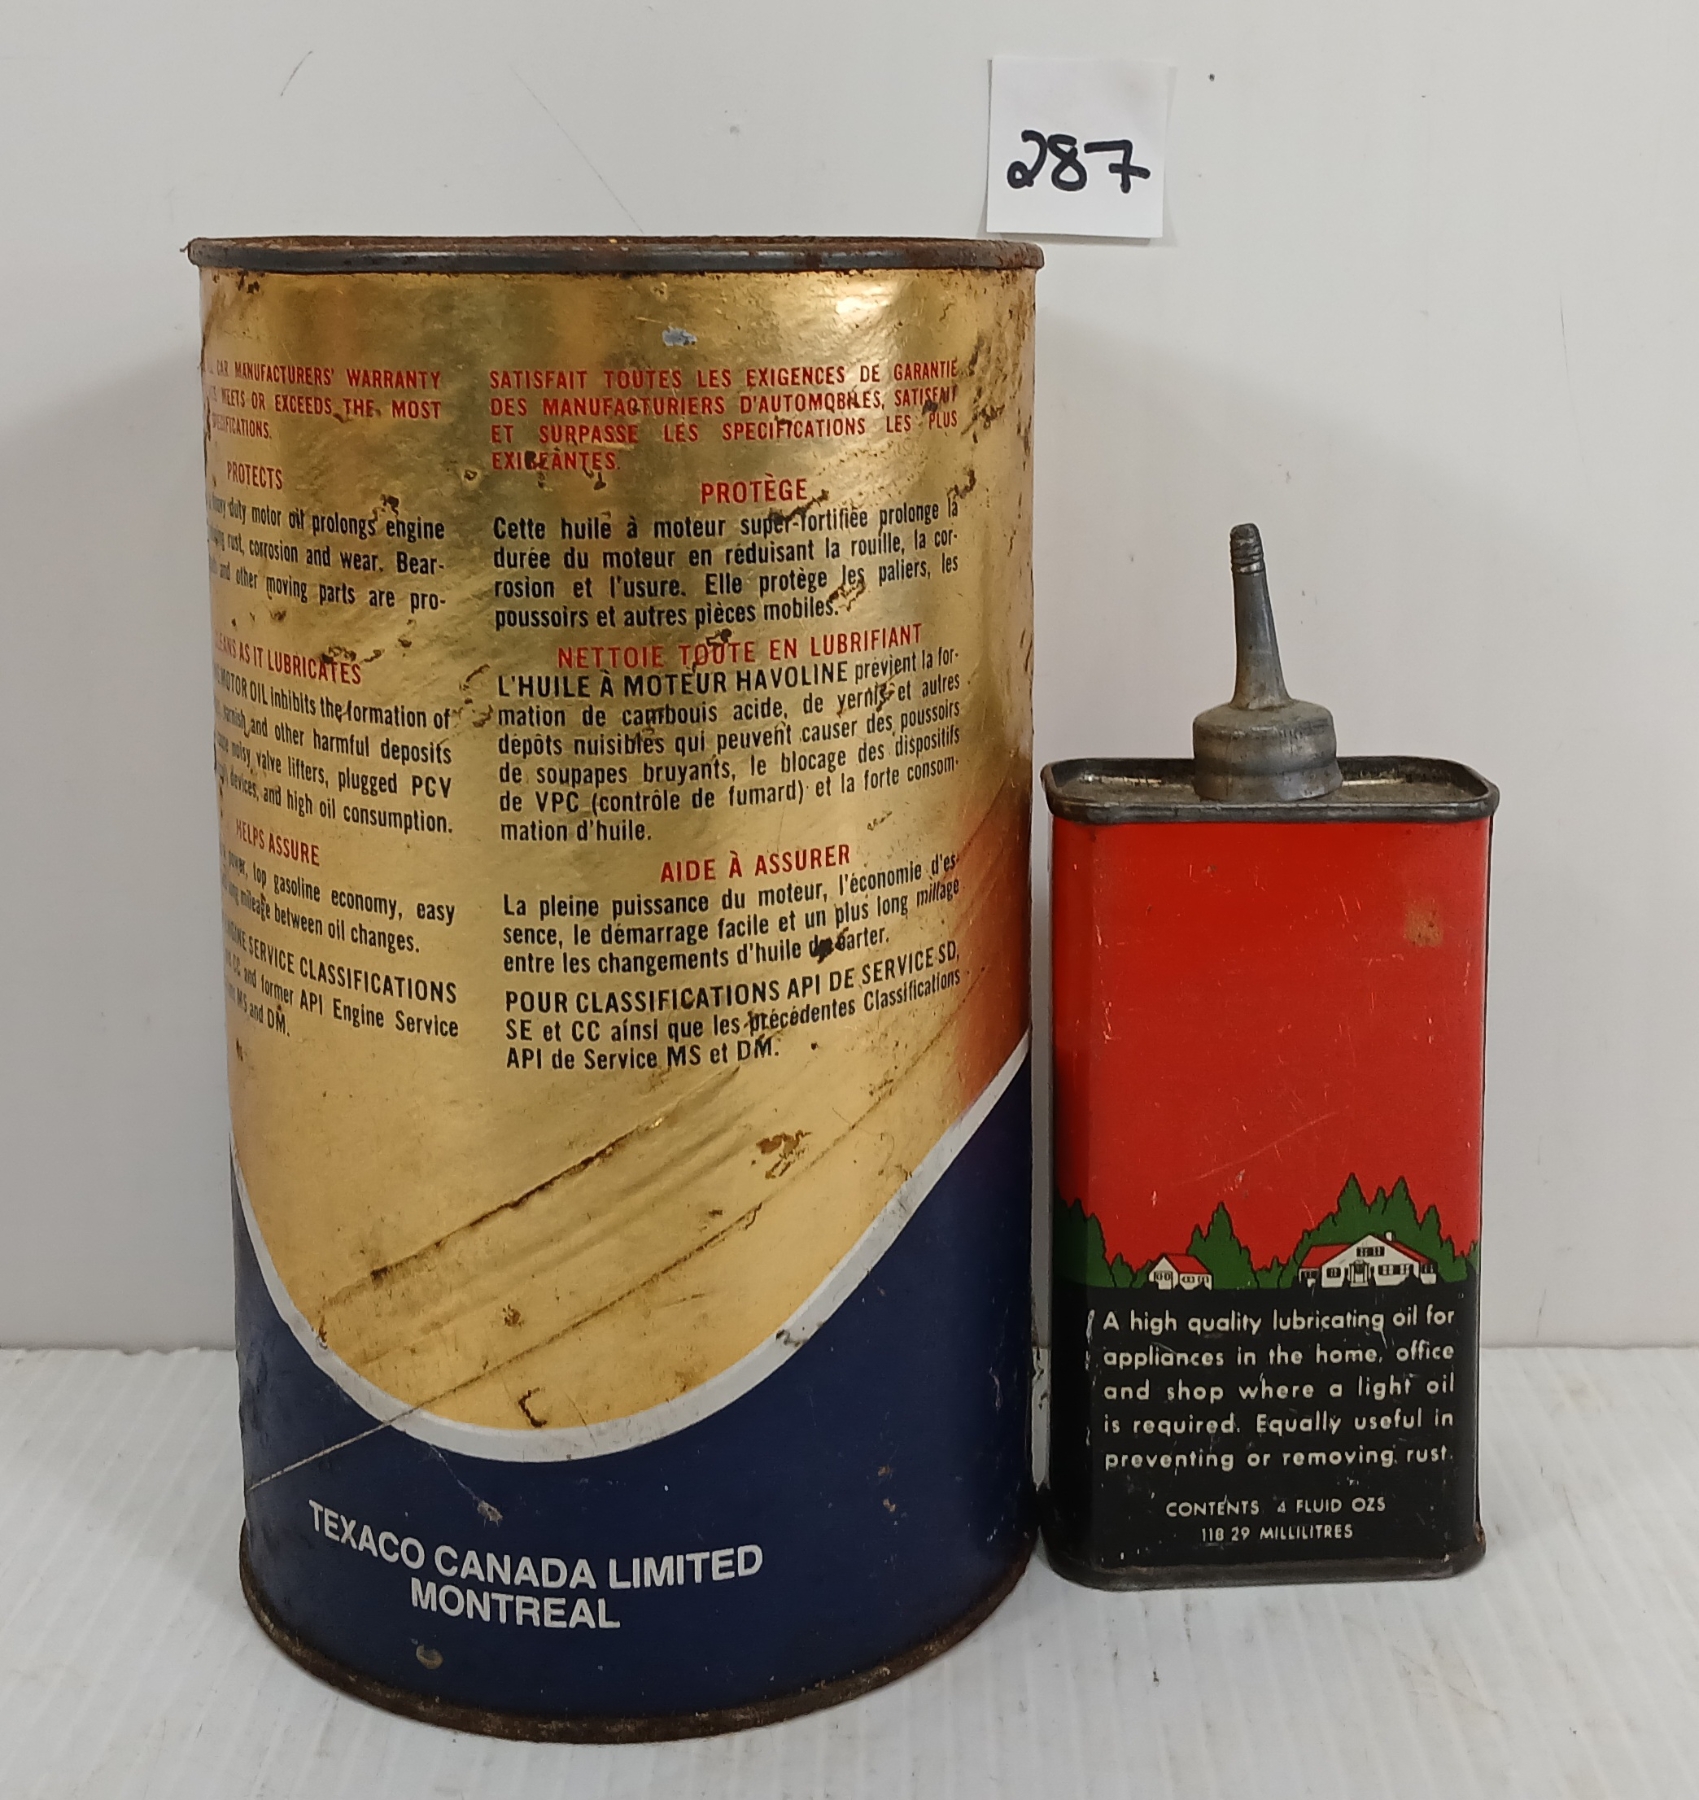 287
CAR MANUFACTURERS' WARRANTY
MEETS OR EXCEEDS THE MOST
SPECIFICATIONS.
PROTECTS
heavy-duty motor oil prolongs engine
rust, corrosion and wear. Bear-
and other moving parts are pro-
CLEANS AS IT LUBRICATES
MOTOR OIL inhibits the formation of
varnish and other harmful deposits
noisy valve lifters, plugged PCV
devices, and high oil consumption.
HELPS ASSURE
power, top gasoline economy, easy
long mileage between oil changes.
ENGINE SERVICE CLASSIFICATIONS
CC and former API Engine Service
MS and DM.
SATISFAIT TOUTES LES EXIGENCES DE GARANTIE
DES MANUFACTURIERS D'AUTOMOBILES, SATISFAIT
ET SURPASSE LES SPECIFICATIONS LES PLUS
EXIGEANTES.
PROTÈGE
Cette huile à moteur super-fortifiée prolonge la
durée du moteur en réduisant la rouille, la cor-
rosion et l'usure. Elle protège les paliers, les
poussoirs et autres pièces mobiles.
NETTOIE TOUTE EN LUBRIFIANT
L'HUILE À MOTEUR HAVOLINE prévient la for-
mation de cambouis acide, de vernis et autres
dépôts nuisibles qui peuvent causer des poussoirs
de soupapes bruyants, le blocage des dispositifs
de VPC (contrôle de fumard) et la forte consom-
mation d'huile.
AIDE À ASSURER
La pleine puissance du moteur, l'économie d'es-
sence, le démarrage facile et un plus long millage
entre les changements d'huile de carter.
POUR CLASSIFICATIONS API DE SERVICE SD,
SE et CC ainsi que les précédentes Classifications
API de Service MS et DM.
TEXACO CANADA LIMITED
MONTREAL
A high quality lubricating oil for
appliances in the home, office
and shop where a light oil
is required. Equally useful in
preventing or removing rust.
CONTENTS 4 FLUID OZS
118 29 MILLILITRES